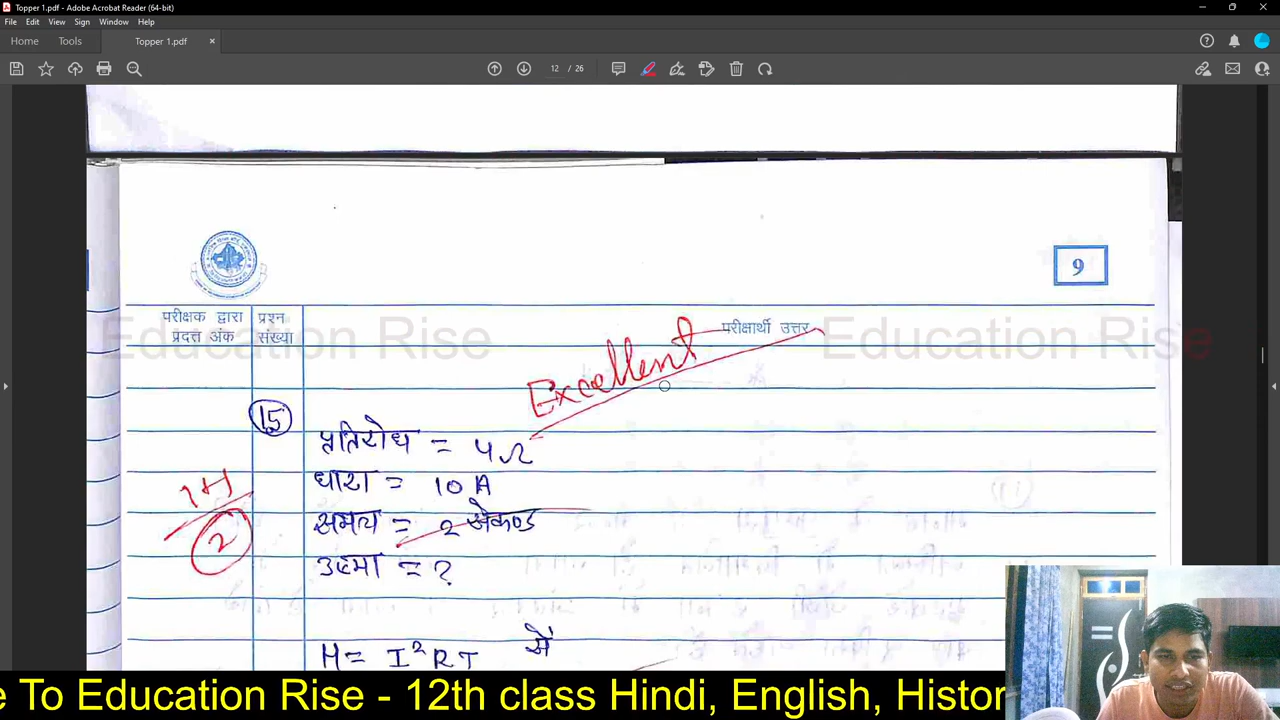 Topper 1.pdf - Adobe Acrobat Reader (64-bit)
File Edit View Sign Window Help
Home Tools Topper 1.pdf
12 / 26
9
परीक्षक द्वारा प्रदत्त अंक
प्रश्न संख्या
परीक्षार्थी उत्तर
Education Rise
Education Rise
Excellent
15
प्रतिरोध = 4Ω
धारा = 10 A
समय = 2 सेकण्ड
2
उष्मा = ?
H = I²RT से
e To Education Rise - 12th class Hindi, English, Histor